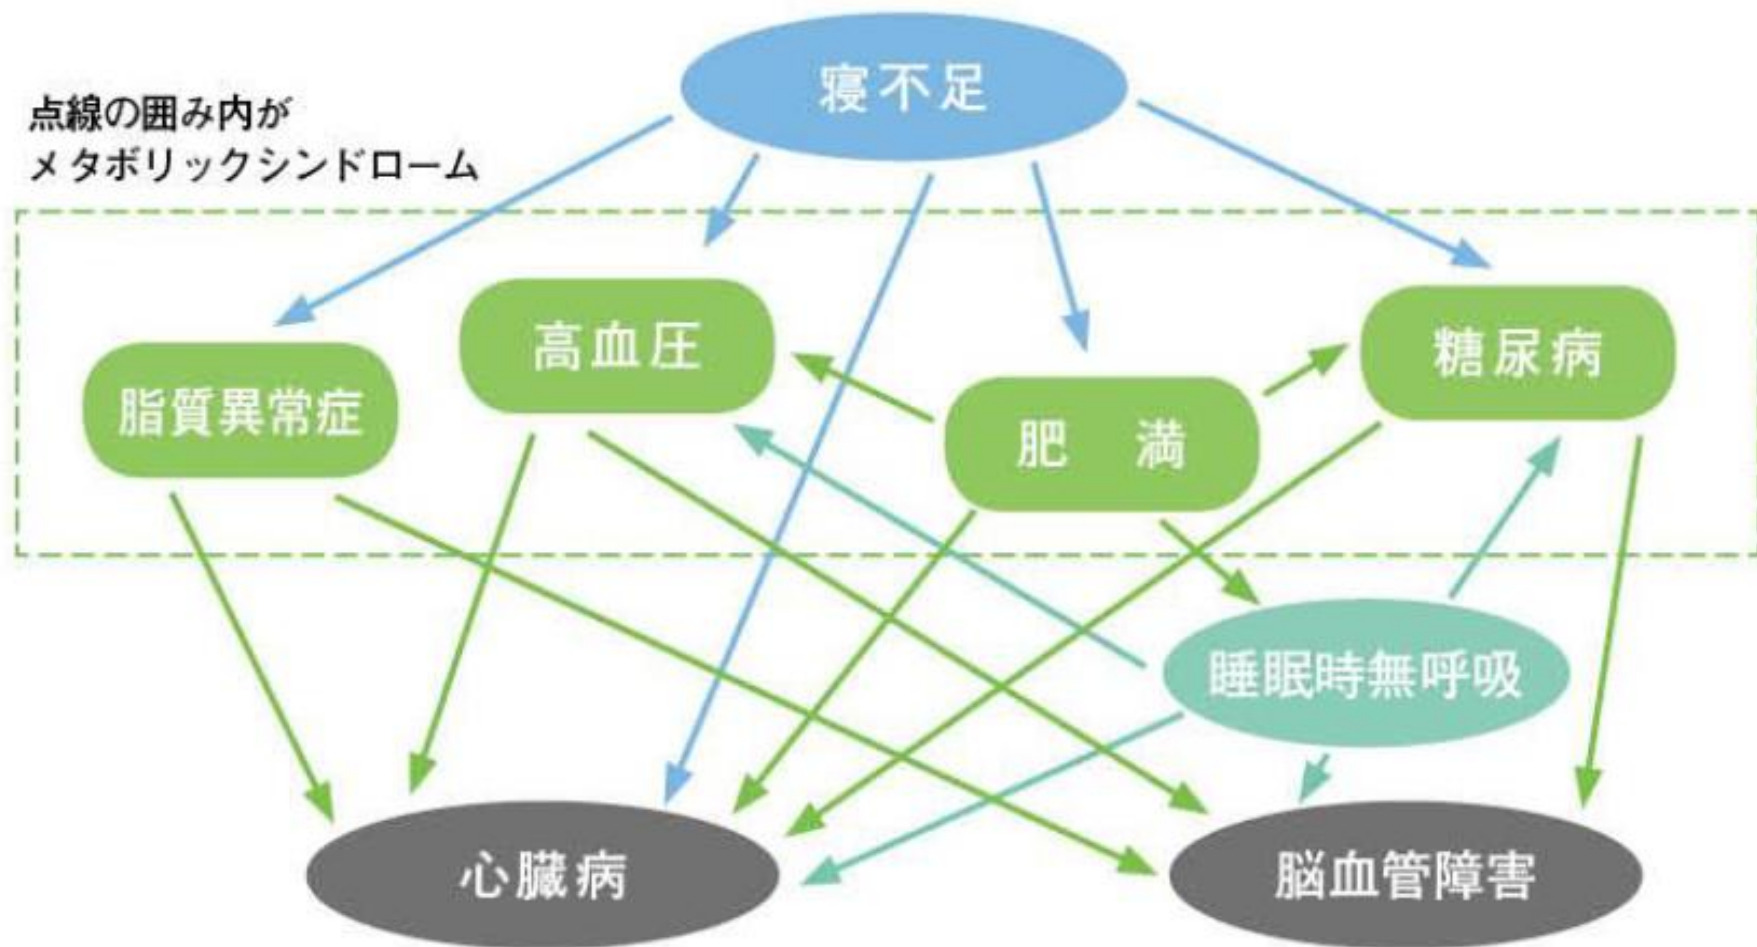 寝不足
点線の囲み内が
メタボリックシンドローム
脂質異常症
高血圧
肥 満
糖尿病
睡眠時無呼吸
心臓病
脳血管障害